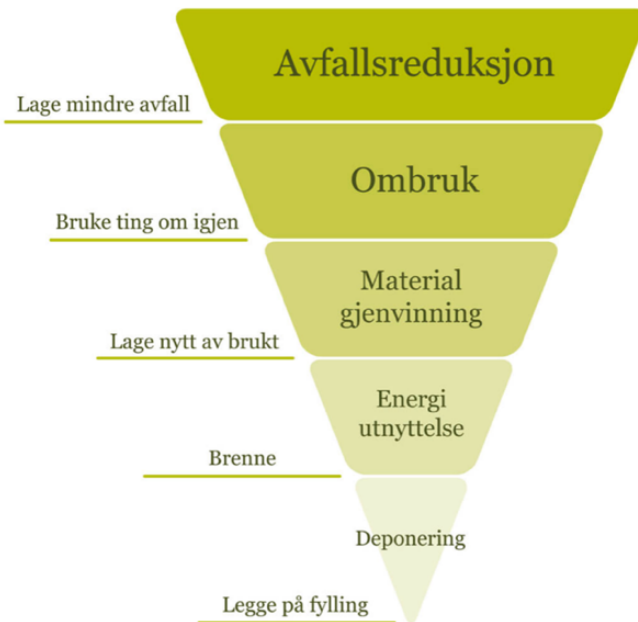 Avfallsreduksjon
Lage mindre avfall
Ombruk
Bruke ting om igjen
Material
gjenvinning
Lage nytt av brukt
Energi
utnyttelse
Brenne
Deponering
Legge på fylling